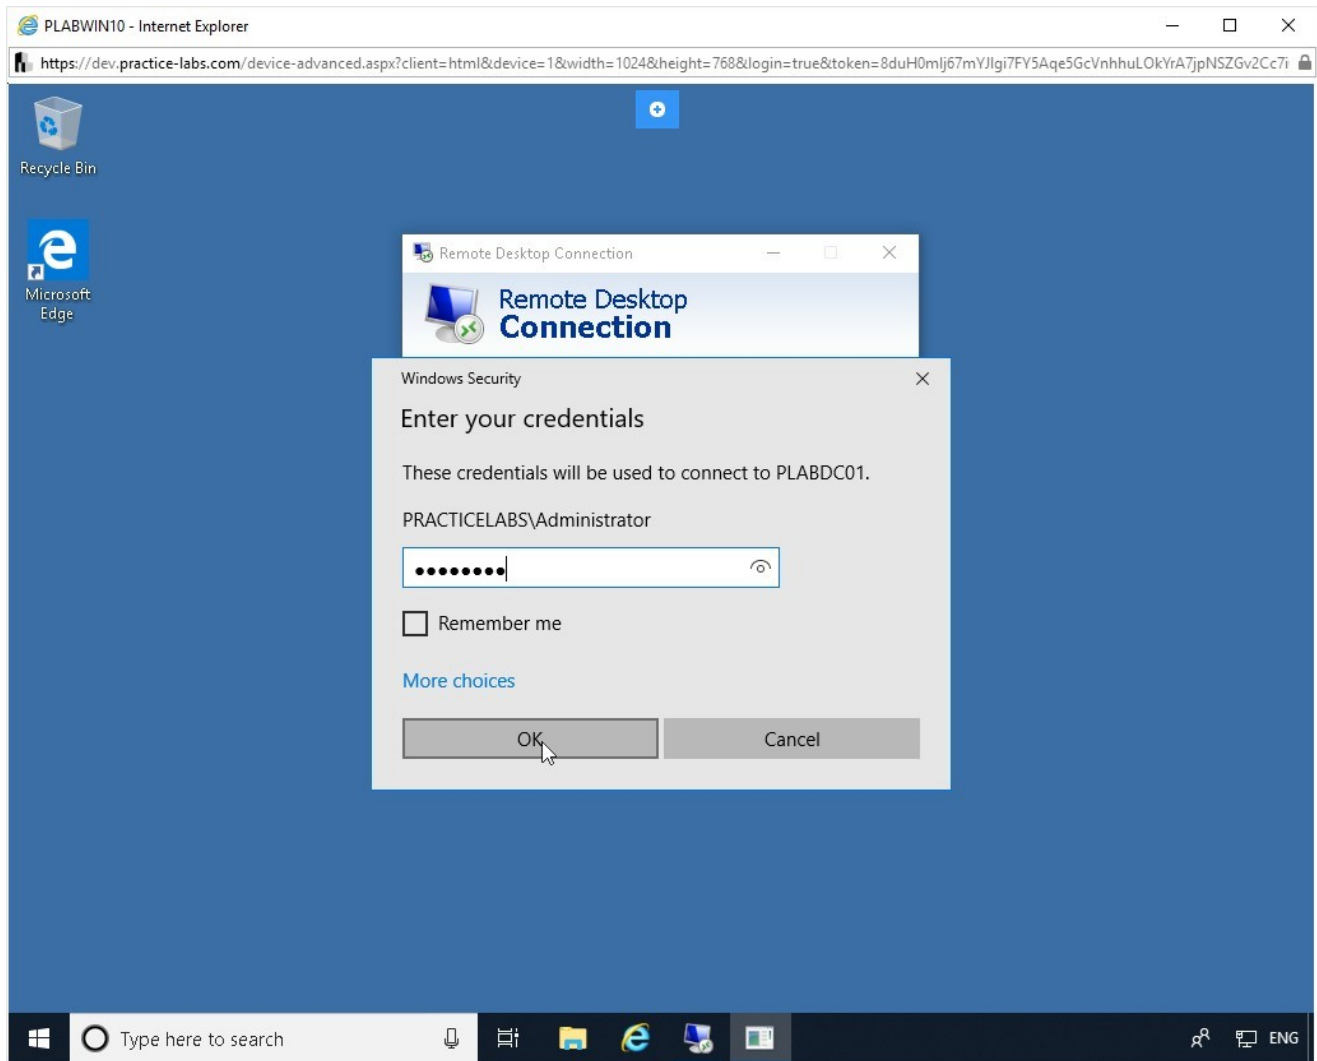 PLABWIN10 - Internet Explorer
https://dev.practice-labs.com/device-advanced.aspx?client=html&device=1&width=1024&height=768&login=true&token=8duH0mIj67mYJIgi7FY5Aqe5GcVnhhuLOkYrA7jpNSZGv2Cc7i
Recycle Bin
Microsoft
Edge
Remote Desktop Connection
Remote Desktop
Connection
Windows Security
Enter your credentials
These credentials will be used to connect to PLABDC01.
PRACTICELABS\Administrator
Remember me
More choices
OK
Cancel
Type here to search
ENG